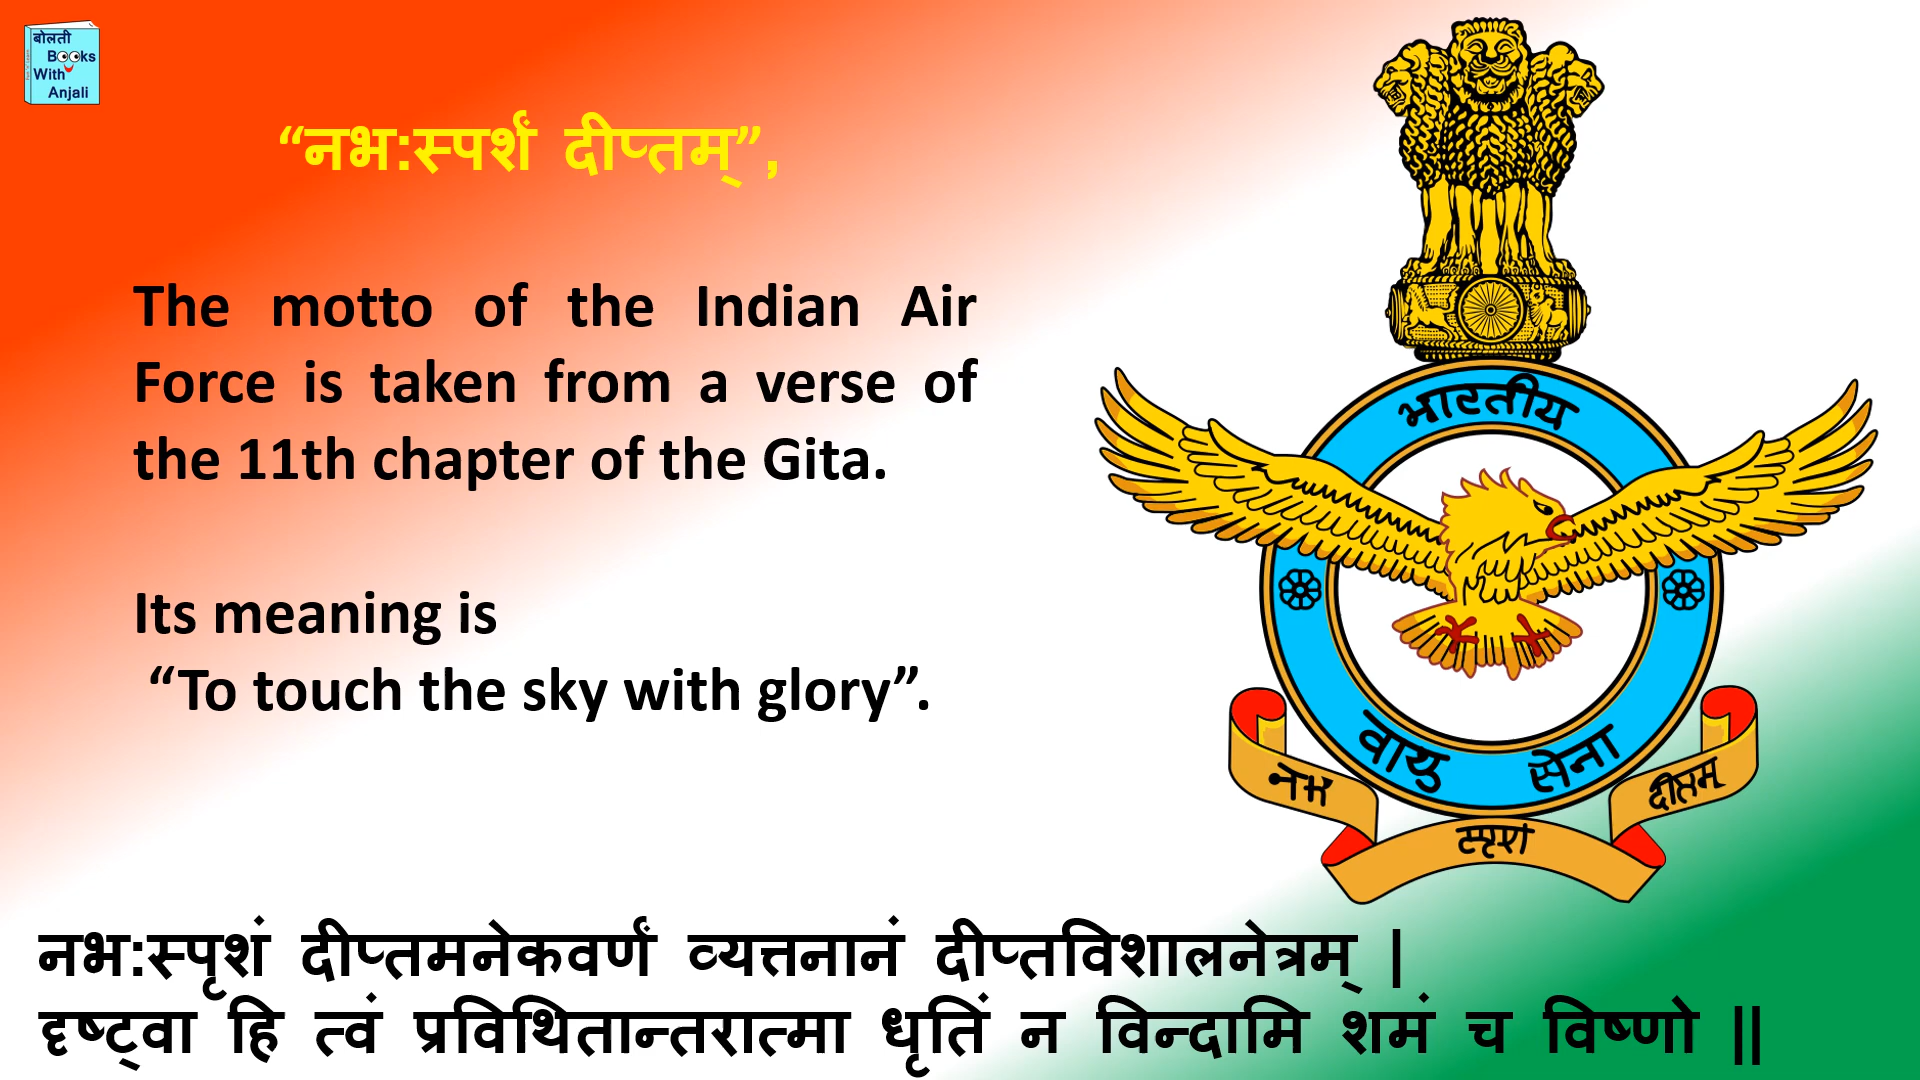 बोलती
Books
With
Anjali
“नभ:स्पर्शं दीप्तम्”,
The motto of the Indian Air
Force is taken from a verse of
the 11th chapter of the Gita.
Its meaning is
“To touch the sky with glory”.
भारतीय
वायु सेना
नभ स्पृशं दीप्तम्
नभ:स्पृशं दीप्तमनेकवर्णं व्यत्तनानं दीप्तविशालनेत्रम् |
दृष्ट्वा हि त्वं प्रविथितान्तरात्मा धृतिं न विन्दामि शमं च विष्णो ||